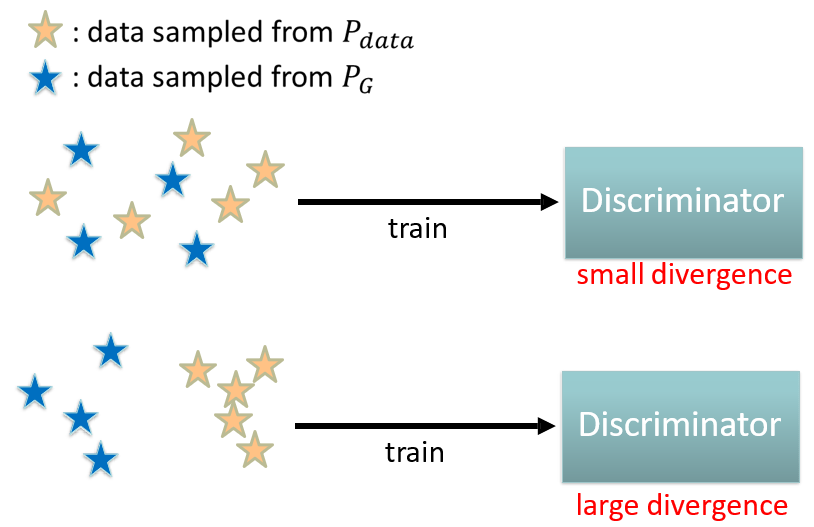 : data sampled from P_data
: data sampled from P_G
train
Discriminator
small divergence
train
Discriminator
large divergence